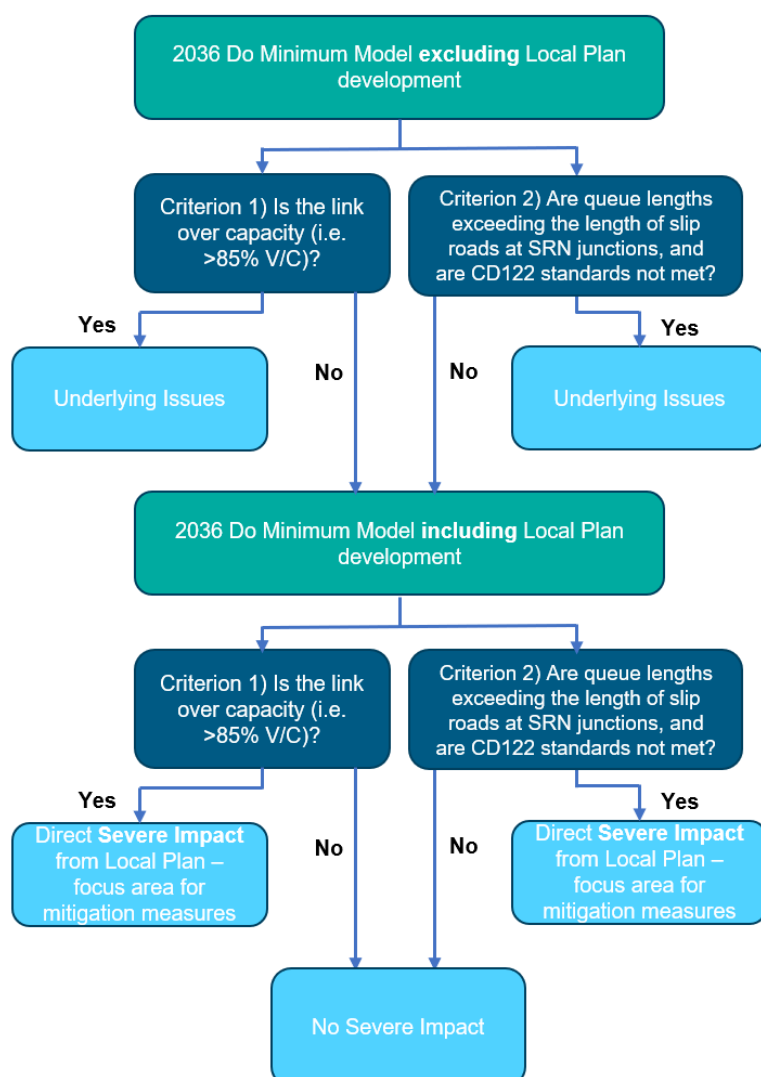 2036 Do Minimum Model excluding Local Plan
development
Criterion 1) Is the link
over capacity (i.e.
>85% V/C)?
Criterion 2) Are queue lengths
exceeding the length of slip
roads at SRN junctions, and
are CD122 standards not met?
Yes
No
No
Yes
Underlying Issues
Underlying Issues
2036 Do Minimum Model including Local Plan
development
Criterion 1) Is the link
over capacity (i.e.
>85% V/C)?
Criterion 2) Are queue lengths
exceeding the length of slip
roads at SRN junctions, and
are CD122 standards not met?
Yes
No
No
Yes
Direct Severe Impact
from Local Plan –
focus area for
mitigation measures
Direct Severe Impact
from Local Plan –
focus area for
mitigation measures
No Severe Impact